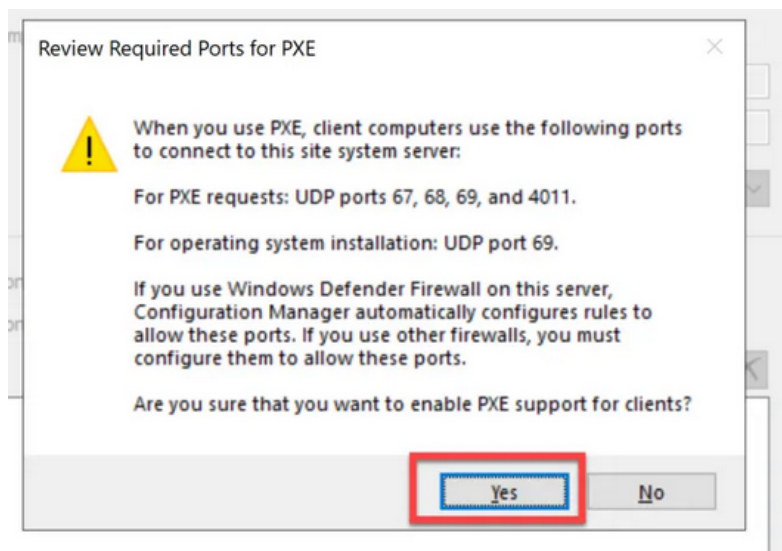 Review Required Ports for PXE
When you use PXE, client computers use the following ports
to connect to this site system server:
For PXE requests: UDP ports 67, 68, 69, and 4011.
For operating system installation: UDP port 69.
If you use Windows Defender Firewall on this server,
Configuration Manager automatically configures rules to
allow these ports. If you use other firewalls, you must
configure them to allow these ports.
Are you sure that you want to enable PXE support for clients?
Yes No